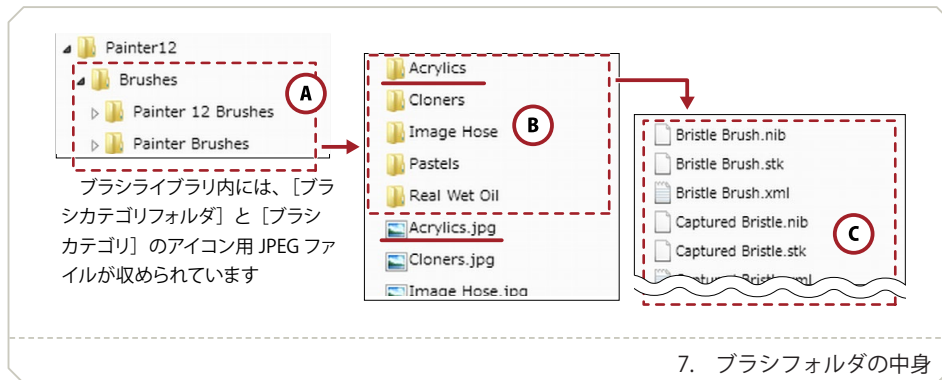 Painter12
Brushes
Painter 12 Brushes
Painter Brushes
A
ブラシライブラリ内には、［ブラ
シカテゴリフォルダ］と［ブラシ
カテゴリ］のアイコン用 JPEG ファ
イルが収められています
Acrylics
Cloners
Image Hose
Pastels
Real Wet Oil
B
Acrylics.jpg
Cloners.jpg
Image Hose.jpg
Bristle Brush.nib
Bristle Brush.stk
Bristle Brush.xml
Captured Bristle.nib
Captured Bristle.stk
Captured Bristle.xml
C
7. ブラシフォルダの中身